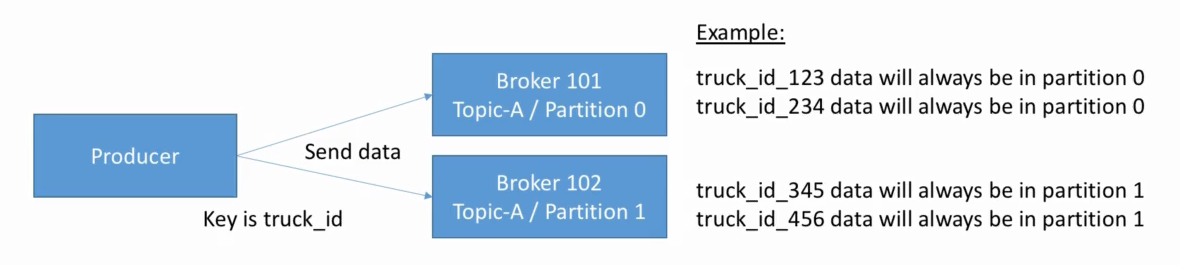 Producer
Send data
Key is truck_id
Broker 101
Topic-A / Partition 0
Broker 102
Topic-A / Partition 1
Example:
truck_id_123 data will always be in partition 0
truck_id_234 data will always be in partition 0
truck_id_345 data will always be in partition 1
truck_id_456 data will always be in partition 1